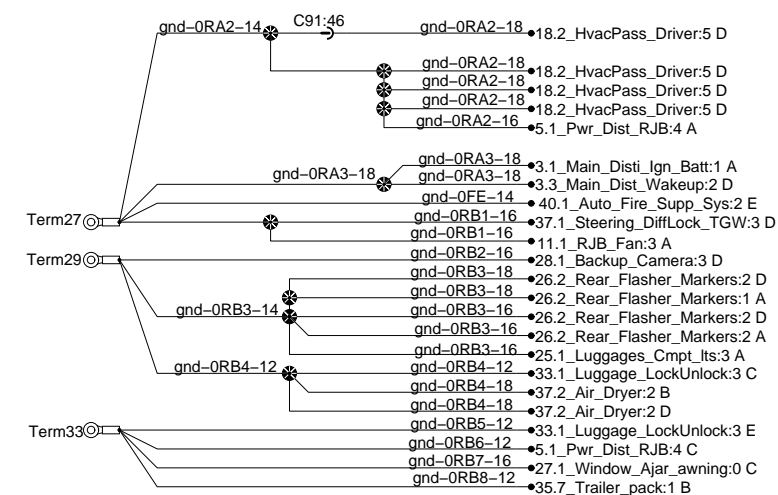 gnd–0RA2–14 C91:46 gnd–0RA2–18 18.2_HvacPass_Driver:5 D
gnd–0RA2–18 18.2_HvacPass_Driver:5 D
gnd–0RA2–18 18.2_HvacPass_Driver:5 D
gnd–0RA2–18 18.2_HvacPass_Driver:5 D
gnd–0RA2–16 5.1_Pwr_Dist_RJB:4 A
gnd–0RA3–18 3.1_Main_Disti_Ign_Batt:1 A
gnd–0RA3–18 gnd–0RA3–18 3.3_Main_Dist_Wakeup:2 D
gnd–0FE–14 40.1_Auto_Fire_Supp_Sys:2 E
Term27 gnd–0RB1–16 37.1_Steering_DiffLock_TGW:3 D
gnd–0RB1–16 11.1_RJB_Fan:3 A
Term29 gnd–0RB2–16 28.1_Backup_Camera:3 D
gnd–0RB3–18 26.2_Rear_Flasher_Markers:2 D
gnd–0RB3–18 26.2_Rear_Flasher_Markers:1 A
gnd–0RB3–14 gnd–0RB3–16 26.2_Rear_Flasher_Markers:2 D
gnd–0RB3–16 26.2_Rear_Flasher_Markers:2 A
gnd–0RB3–16 25.1_Luggages_Cmpt_lts:3 A
gnd–0RB4–12 gnd–0RB4–12 33.1_Luggage_LockUnlock:3 C
gnd–0RB4–18 37.2_Air_Dryer:2 B
gnd–0RB4–18 37.2_Air_Dryer:2 D
Term33 gnd–0RB5–12 33.1_Luggage_LockUnlock:3 E
gnd–0RB6–12 5.1_Pwr_Dist_RJB:4 C
gnd–0RB7–16 27.1_Window_Ajar_awning:0 C
gnd–0RB8–12 35.7_Trailer_pack:1 B